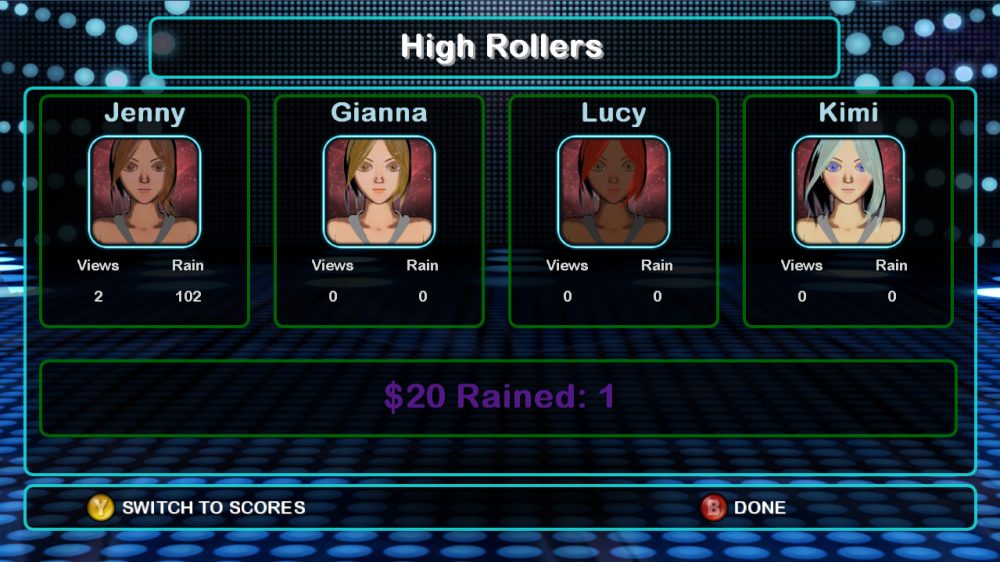 High Rollers
Jenny Gianna Lucy Kimi
Views Rain Views Rain Views Rain Views Rain
2 102 0 0 0 0 0 0
$20 Rained: 1
Y SWITCH TO SCORES B DONE